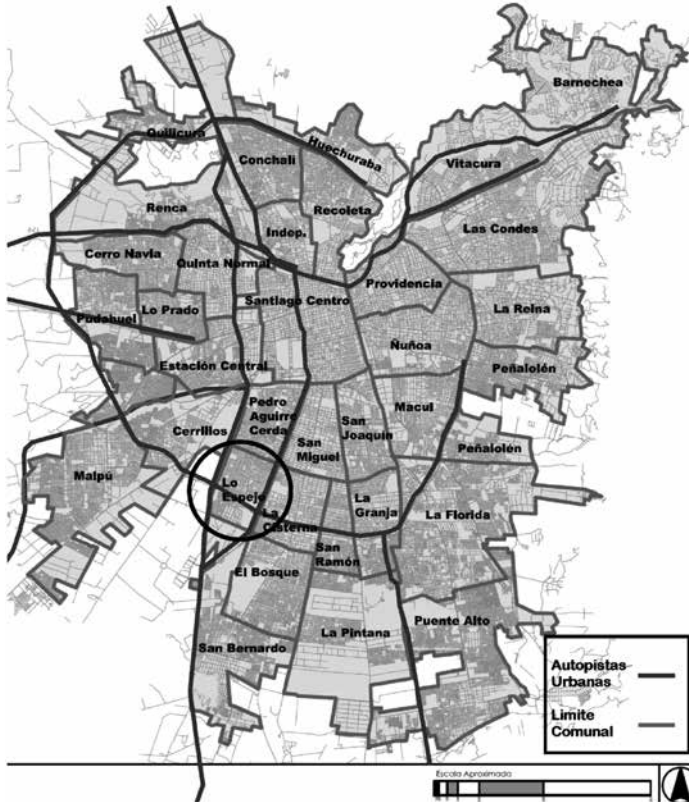 Barnechea
Quilicura
Huechuraba
Conchalí
Vitacura
Renca
Recoleta
Indep.
Las Condes
Cerro Navia
Quinta Normal
Providencia
Santiago Centro
Lo Prado
La Reina
Pudahuel
Ñuñoa
Estación Central
Peñalolén
Pedro
Aguirre
Cerda
Macul
San
Joaquín
Cerrillos
San
Miguel
Peñalolén
Maipú
Lo
Espejo
La
Granja
La
Cisterna
La Florida
San
Ramón
El Bosque
Puente Alto
La Pintana
San Bernardo
Autopistas
Urbanas
Limite
Comunal
Escala Aproximada